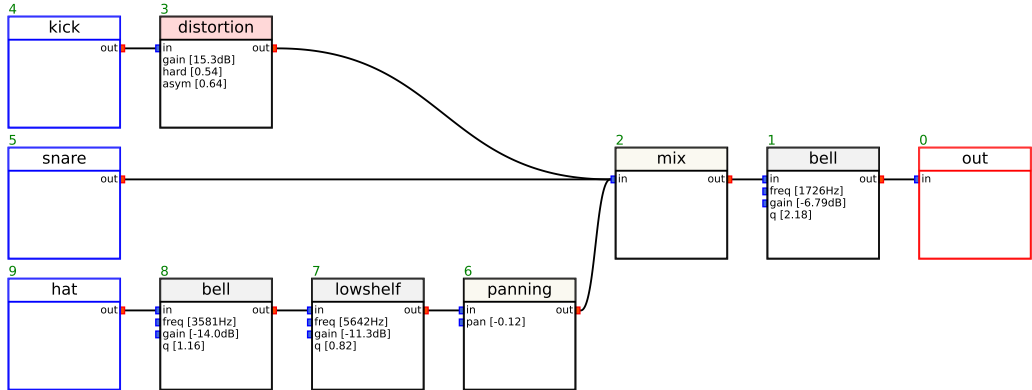 4
kick
out
3
distortion
in out
gain [15.3dB]
hard [0.54]
asym [0.64]
5
snare
out
2
mix
in out
1
bell
in out
freq [1726Hz]
gain [-6.79dB]
q [2.18]
0
out
in
9
hat
out
8
bell
in out
freq [3581Hz]
gain [-14.0dB]
q [1.16]
7
lowshelf
in out
freq [5642Hz]
gain [-11.3dB]
q [0.82]
6
panning
in out
pan [-0.12]